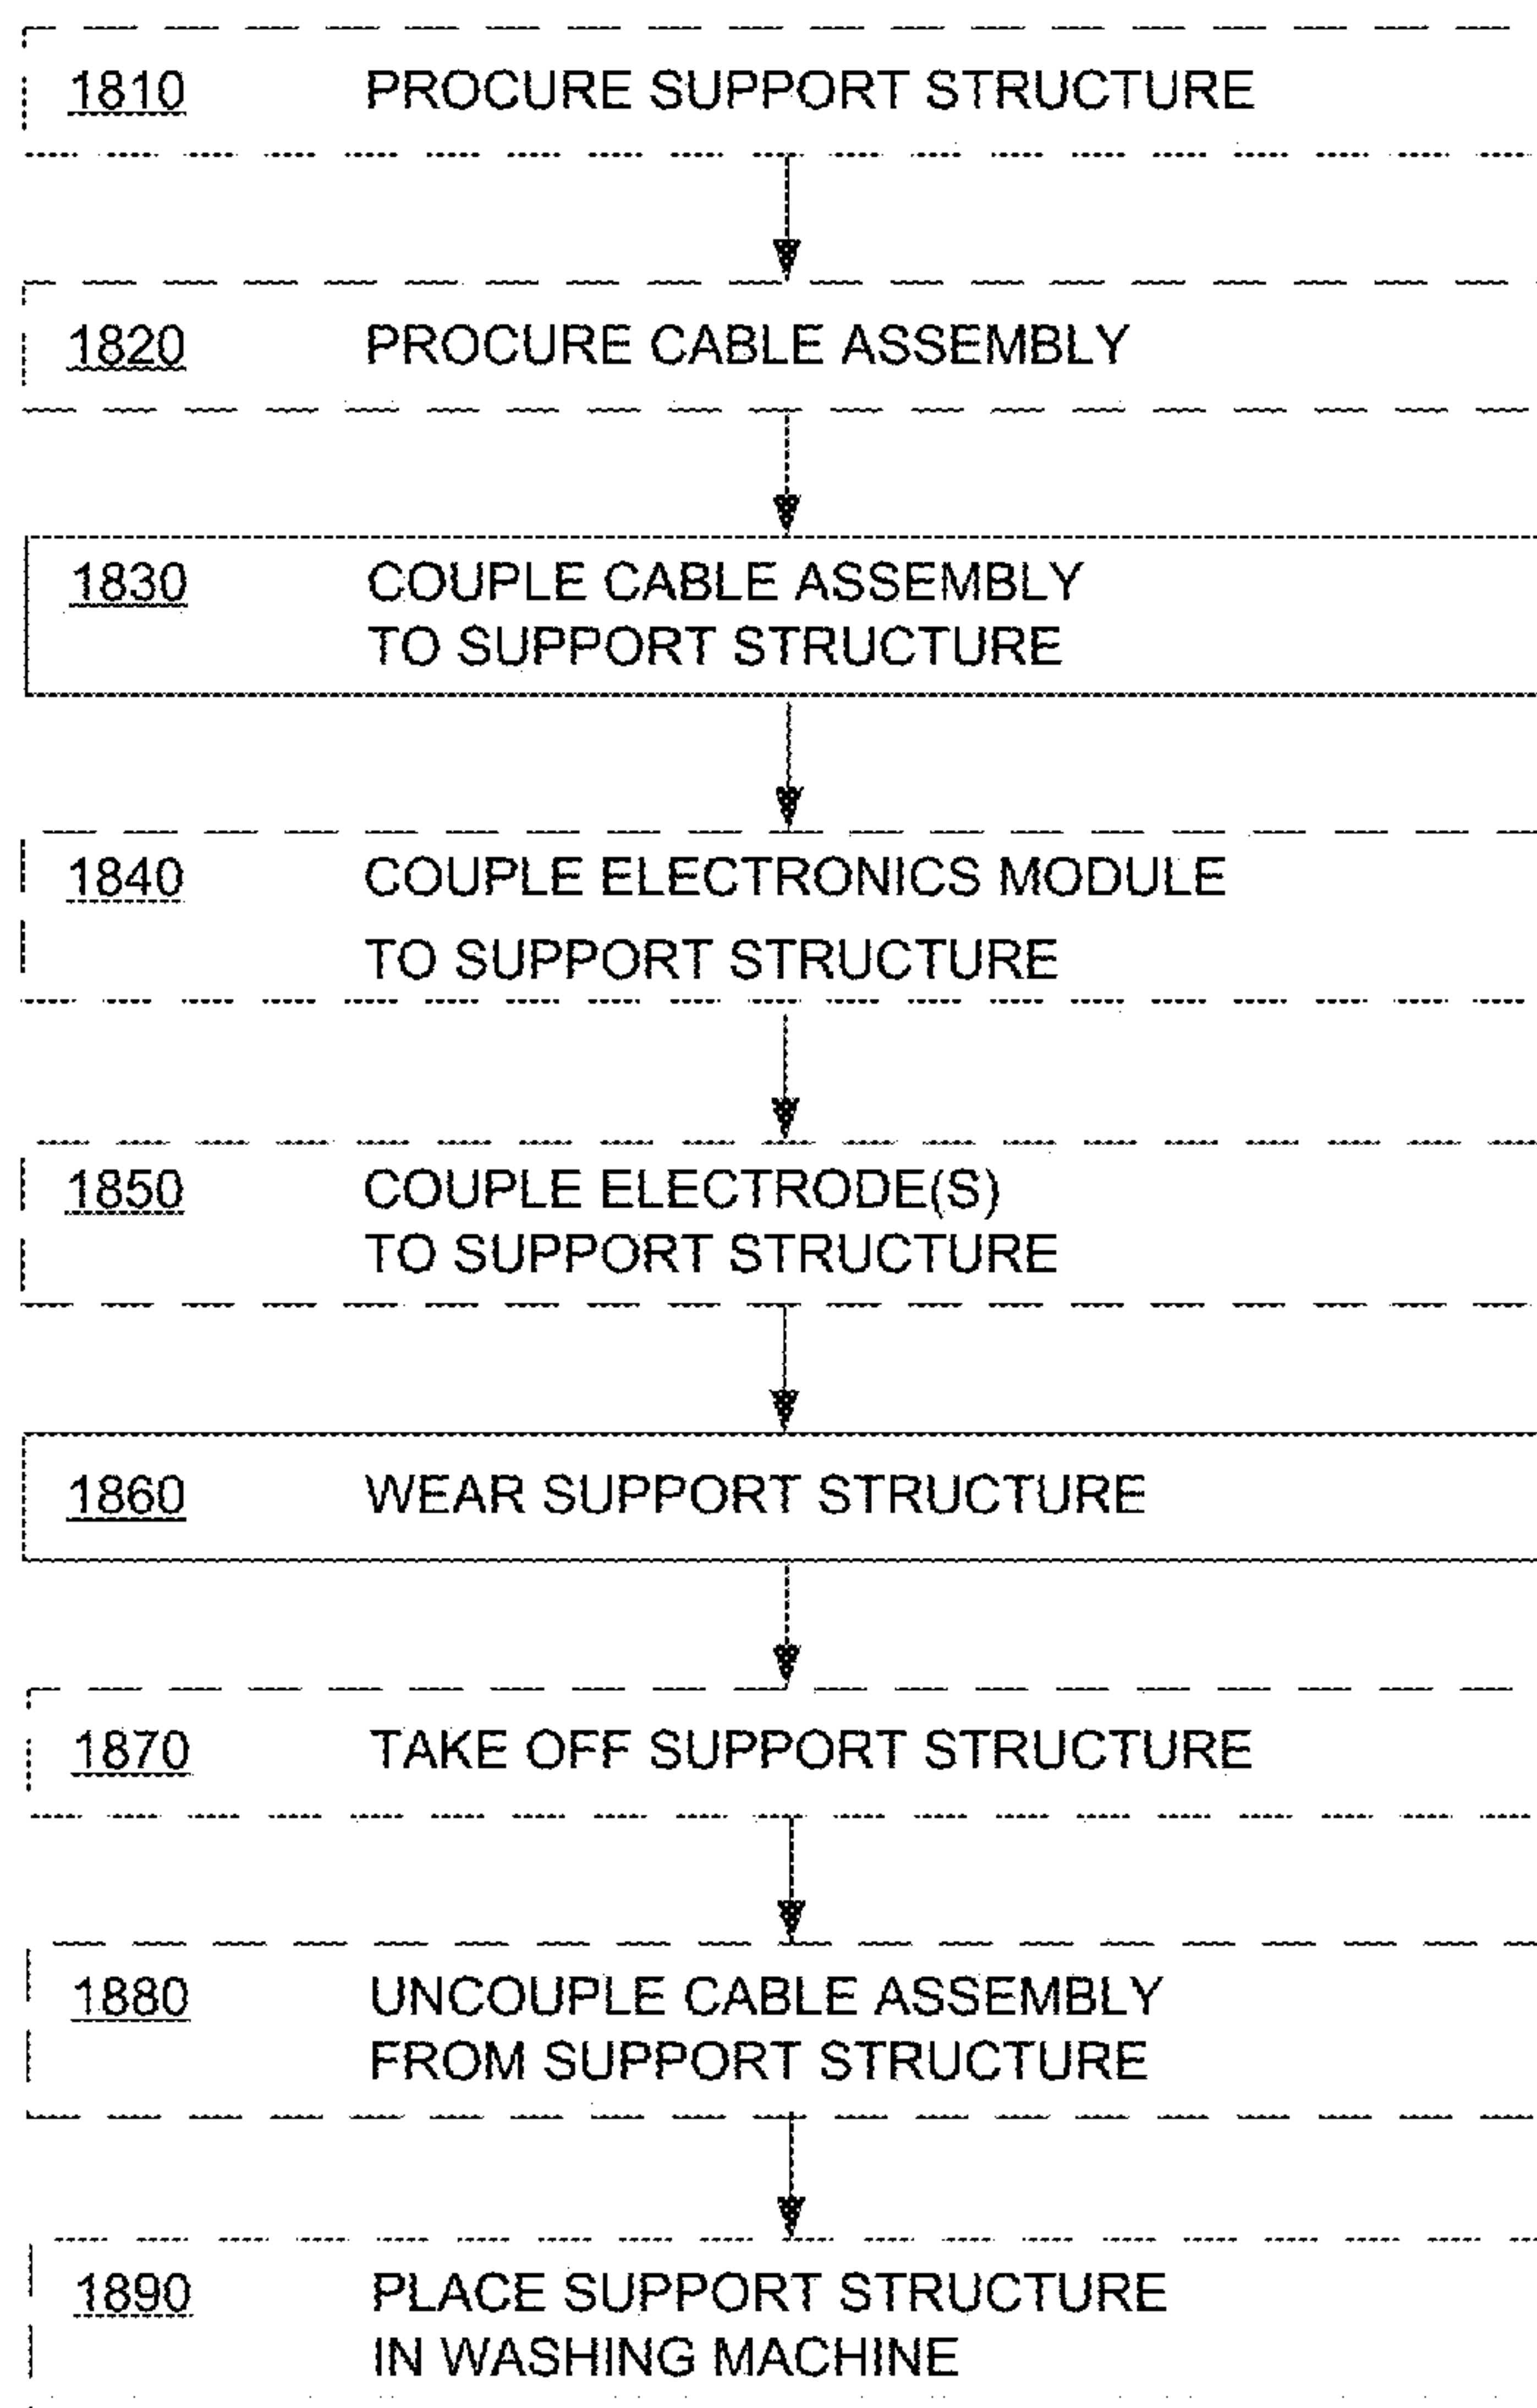 1810 PROCURE SUPPORT STRUCTURE
1820 PROCURE CABLE ASSEMBLY
1830 COUPLE CABLE ASSEMBLY
TO SUPPORT STRUCTURE
1840 COUPLE ELECTRONICS MODULE
TO SUPPORT STRUCTURE
1850 COUPLE ELECTRODE(S)
TO SUPPORT STRUCTURE
1860 WEAR SUPPORT STRUCTURE
1870 TAKE OFF SUPPORT STRUCTURE
1880 UNCOUPLE CABLE ASSEMBLY
FROM SUPPORT STRUCTURE
1890 PLACE SUPPORT STRUCTURE
IN WASHING MACHINE